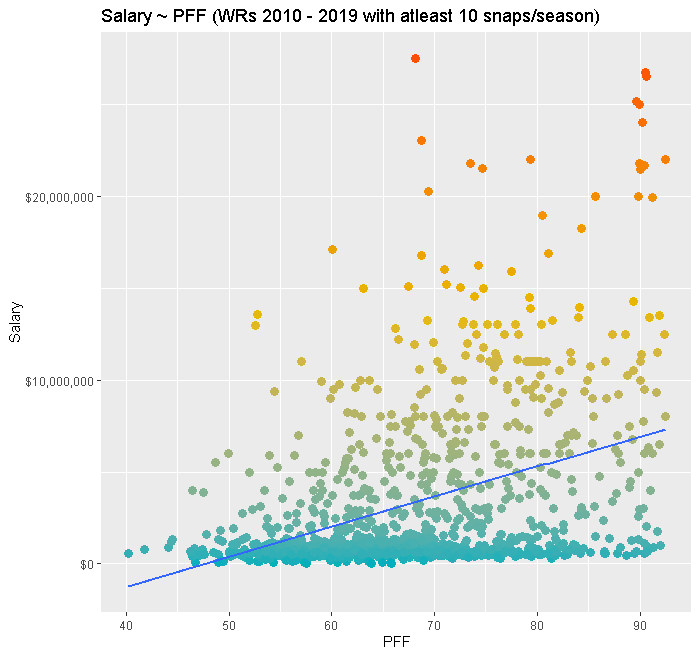 Salary ~ PFF (WRs 2010 - 2019 with atleast 10 snaps/season)
$20,000,000
Salary
$10,000,000
$0
40 50 60 70 80 90
PFF